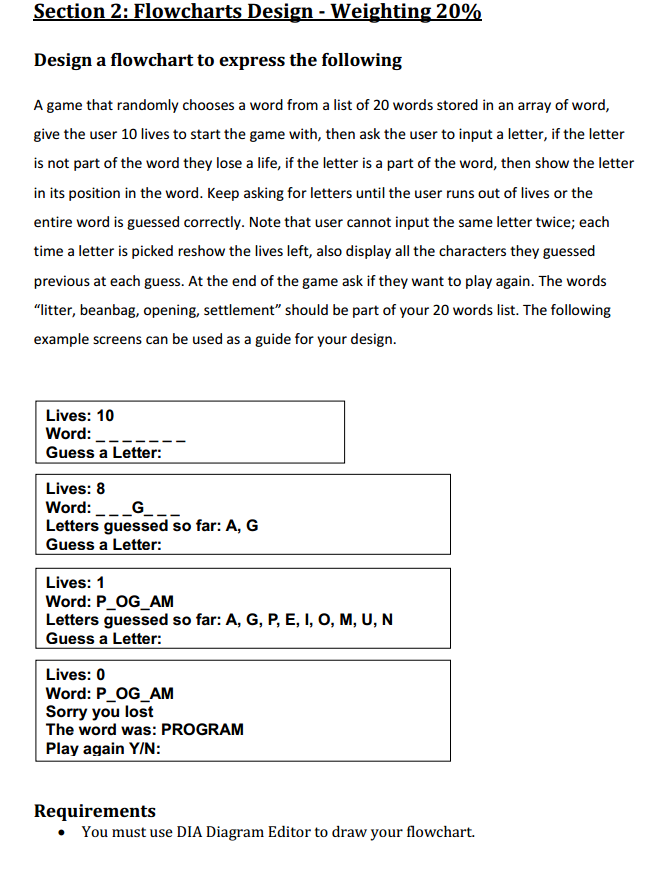 Section 2: Flowcharts Design - Weighting 20%
Design a flowchart to express the following
A game that randomly chooses a word from a list of 20 words stored in an array of word,
give the user 10 lives to start the game with, then ask the user to input a letter, if the letter
is not part of the word they lose a life, if the letter is a part of the word, then show the letter
in its position in the word. Keep asking for letters until the user runs out of lives or the
entire word is guessed correctly. Note that user cannot input the same letter twice; each
time a letter is picked reshow the lives left, also display all the characters they guessed
previous at each guess. At the end of the game ask if they want to play again. The words
“litter, beanbag, opening, settlement” should be part of your 20 words list. The following
example screens can be used as a guide for your design.
Lives: 10
Word: _ _ _ _ _ _ _
Guess a Letter:
Lives: 8
Word: _ _ _G_ _ _
Letters guessed so far: A, G
Guess a Letter:
Lives: 1
Word: P_OG_AM
Letters guessed so far: A, G, P, E, I, O, M, U, N
Guess a Letter:
Lives: 0
Word: P_OG_AM
Sorry you lost
The word was: PROGRAM
Play again Y/N:
Requirements
• You must use DIA Diagram Editor to draw your flowchart.